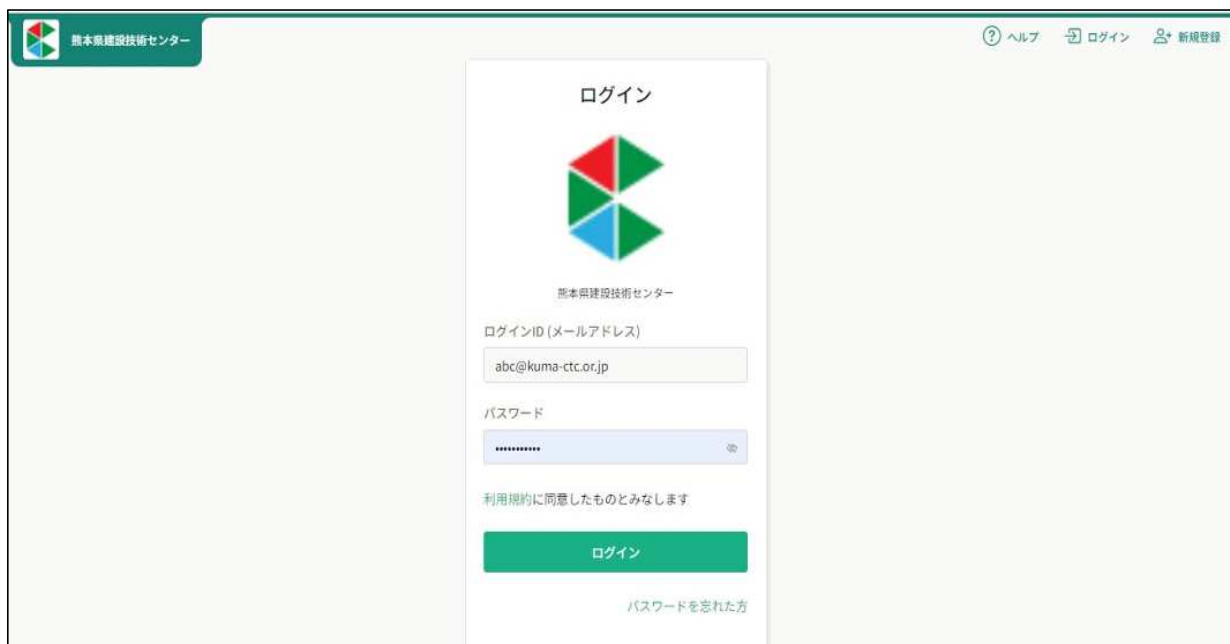 熊本県建設技術センター
ヘルプ ログイン 新規登録
ログイン
熊本県建設技術センター
ログインID (メールアドレス)
abc@kuma-ctc.or.jp
パスワード
•••••••••••
利用規約に同意したものとみなします
ログイン
パスワードを忘れた方